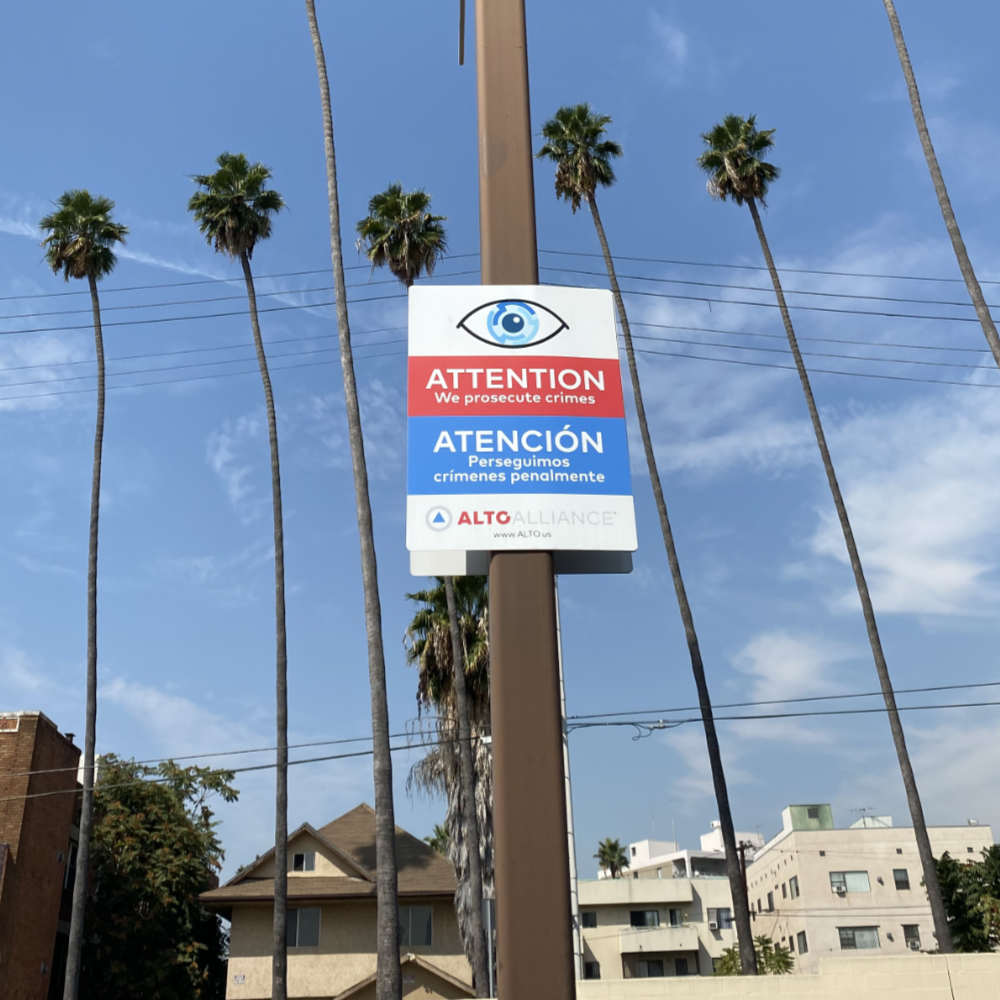 ATTENTION
We prosecute crimes
ATENCIÓN
Perseguimos
crímenes penalmente
ALTOALLIANCE
www.ALTO.us